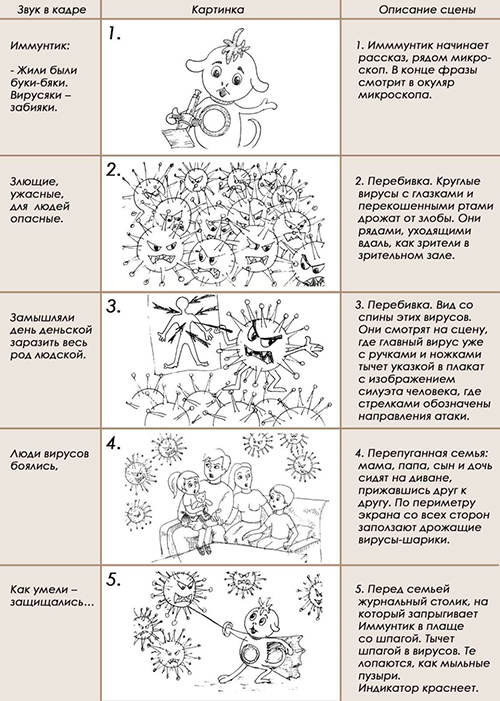 Звук в кадре
Картинка
Описание сцены
Иммунтик:
- Жили были
буки-бяки.
Вирусяки –
забияки.
1.
1. Имммунтик начинает
рассказ, рядом микро-
скоп. В конце фразы
смотрит в окуляр
микроскопа.
Злющие,
ужасные,
для людей
опасные.
2.
2. Перебивка. Круглые
вирусы с глазками и
перекошенными ртами
дрожат от злобы. Они
рядами, уходящими
вдаль, как зрители в
зрительном зале.
Замышляли
день деньской
заразить весь
род людской.
3.
3. Перебивка. Вид со
спины этих вирусов.
Они смотрят на сцену,
где главный вирус уже
с ручками и ножками
тычет указкой в плакат
с изображением
силуэта человека, где
стрелками обозначены
направления атаки.
Люди вирусов
боялись,
4.
4. Перепуганная семья:
мама, папа, сын и дочь
сидят на диване,
прижавшись друг к
другу. По периметру
экрана со всех сторон
заползают дрожащие
вирусы-шарики.
Как умели –
защищались...
5.
5. Перед семьей
журнальный столик, на
который запрыгивает
Иммунтик в плаще
со шпагой. Тычет
шпагой в вирусов. Те
лопаются, как мыльные
пузыри.
Индикатор краснеет.